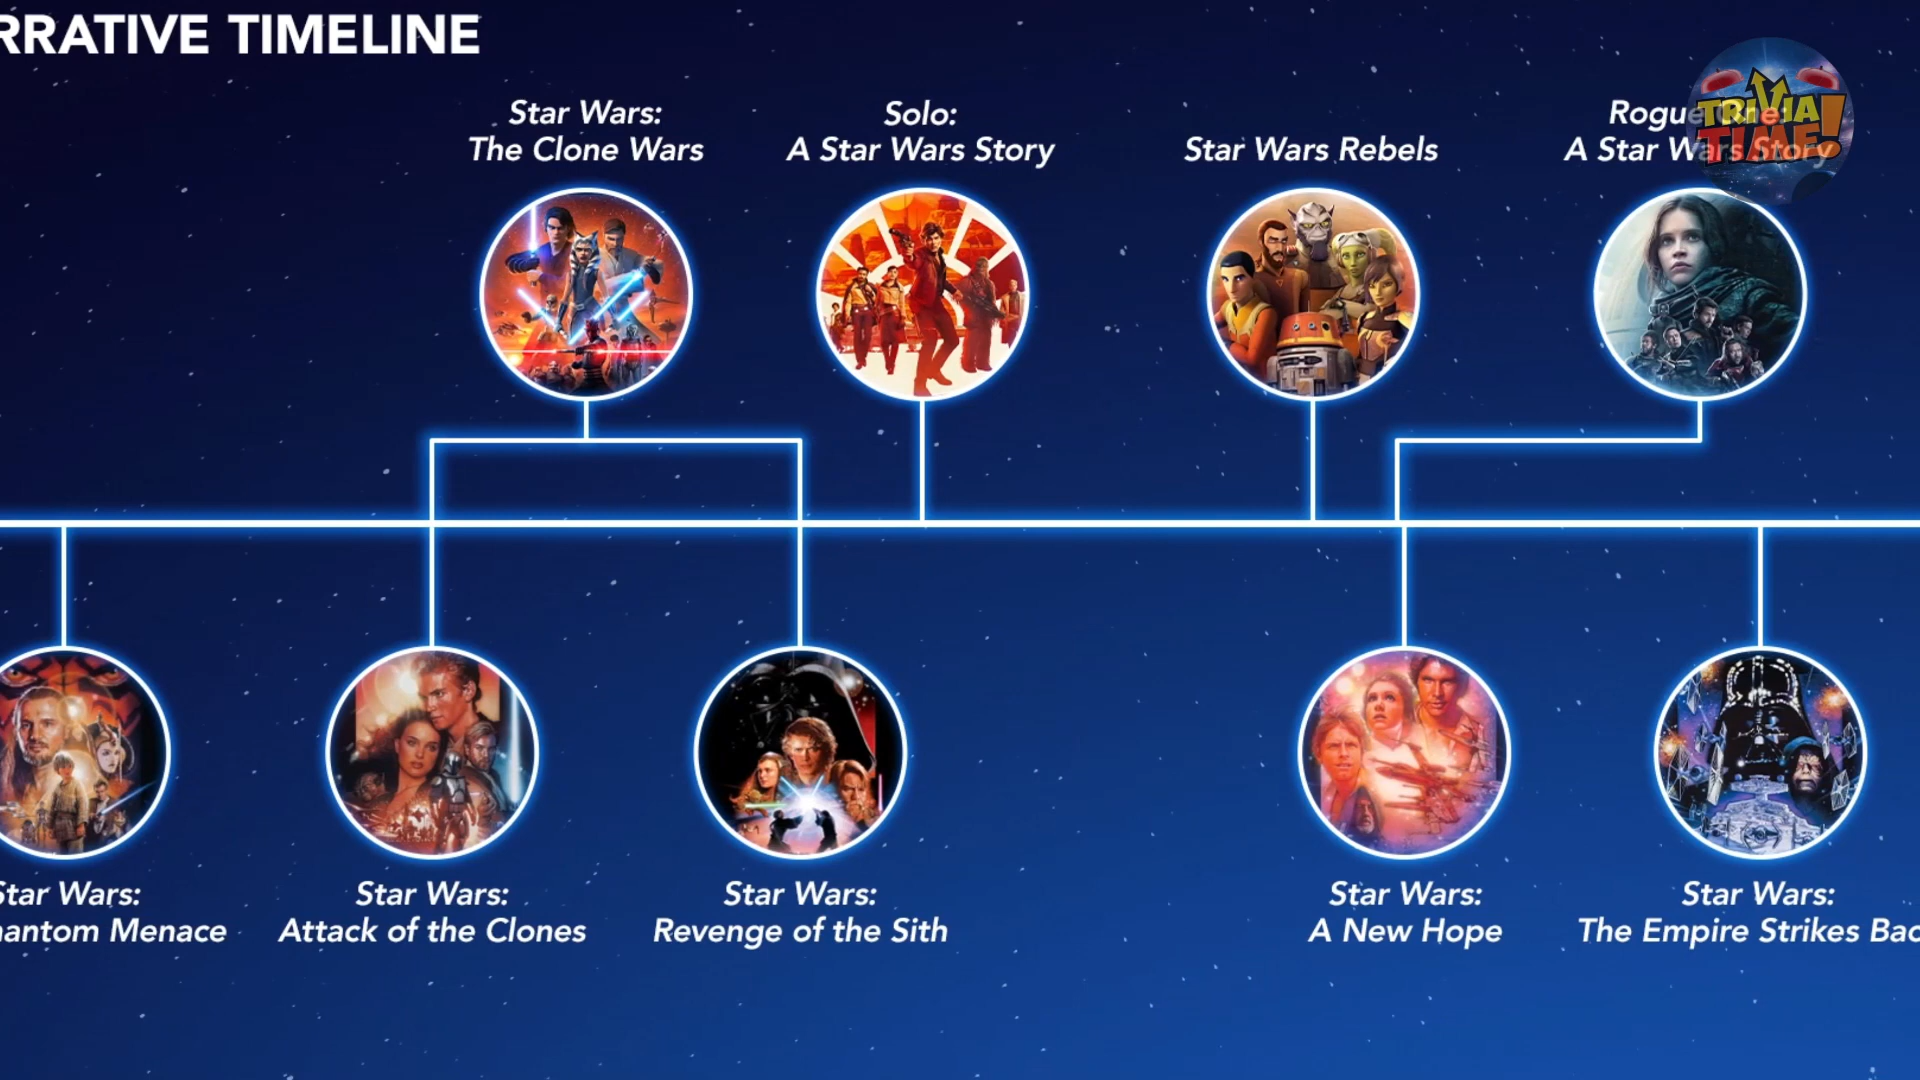 RRATIVE TIMELINE
Star Wars:
The Clone Wars
Solo:
A Star Wars Story
Star Wars Rebels
Rogue One:
A Star Wars Story
TRIVIA
TIME!
Star Wars:
hantom Menace
Star Wars:
Attack of the Clones
Star Wars:
Revenge of the Sith
Star Wars:
A New Hope
Star Wars:
The Empire Strikes Bac